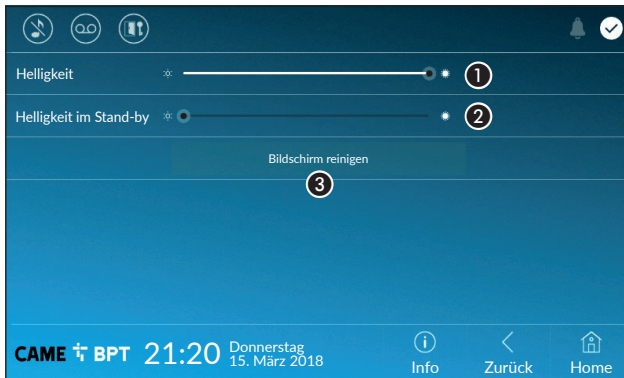 Helligkeit 1
Helligkeit im Stand-by 2
Bildschirm reinigen
3
CAME BPT 21:20 Donnerstag
15. März 2018
Info Zurück Home